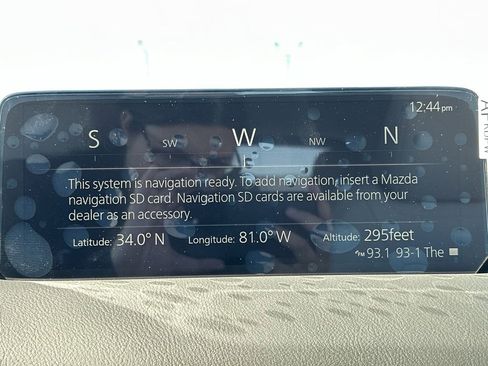 12:44pm
S SW W NW N
This system is navigation ready. To add navigation, insert a Mazda
navigation SD card. Navigation SD cards are available from your
dealer as an accessory.
Latitude: 34.0° N Longitude: 81.0° W Altitude: 295feet
FM 93.1 93-1 The